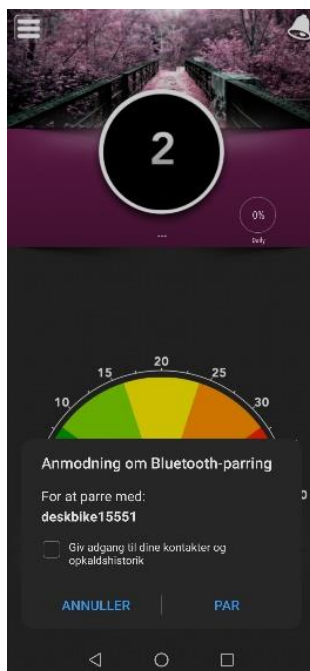 2
0%
---
Daily
20
15
25
10
30
0
Anmodning om Bluetooth-parring
For at parre med:
deskbike15551
Giv adgang til dine kontakter og
opkaldshistorik
ANNULLER
PAR